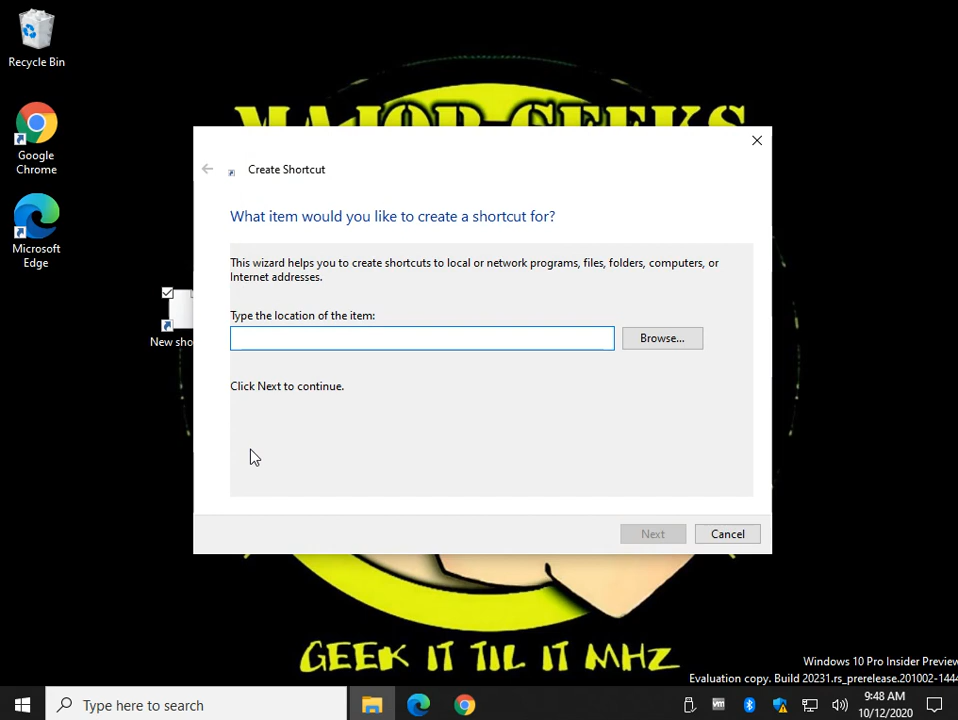 Recycle Bin
MAJOR GEEKS
Google
Chrome
Create Shortcut
What item would you like to create a shortcut for?
Microsoft
Edge
This wizard helps you to create shortcuts to local or network programs, files, folders, computers, or
Internet addresses.
Type the location of the item:
Browse...
New sho
Click Next to continue.
Next
Cancel
GEEK IT TIL IT MHZ
Windows 10 Pro Insider Preview
Evaluation copy. Build 20231.rs_prerelease.201002-1444
Type here to search
vm
9:48 AM
10/12/2020